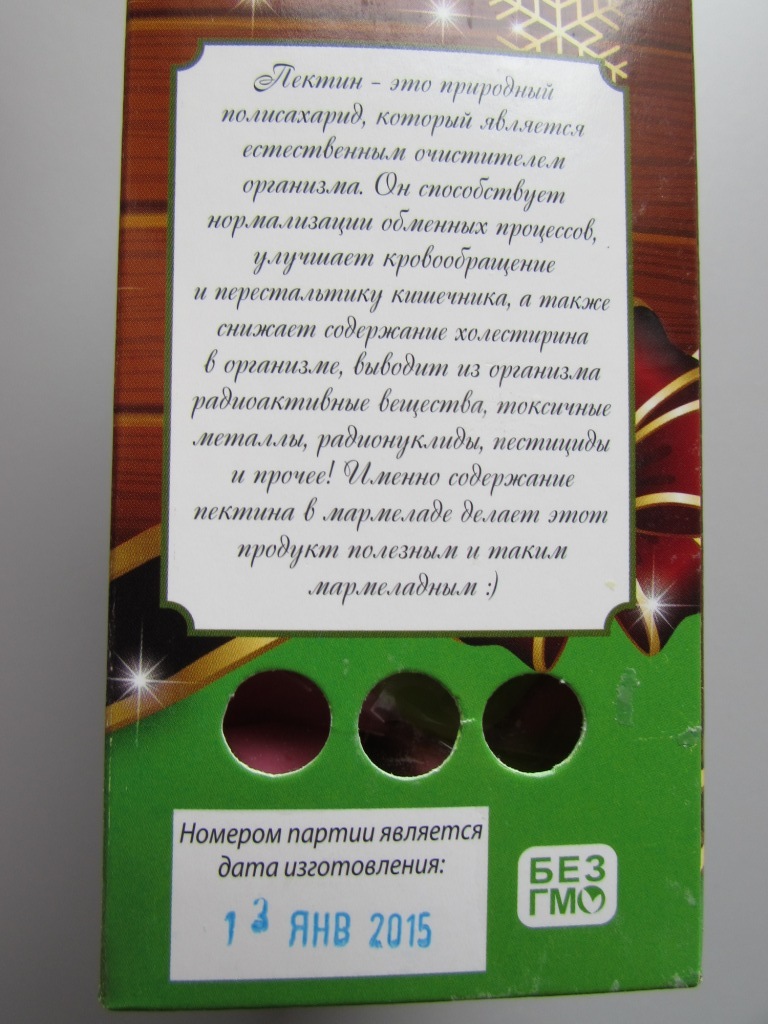 Пектин - это природный
полисахарид, который является
естественным очистителем
организма. Он способствует
нормализации обменных процессов,
улучшает кровообращение
и перестальтику кишечника, а также
снижает содержание холестирина
в организме, выводит из организма
радиоактивные вещества, токсичные
металлы, радионуклиды, пестициды
и прочее! Именно содержание
пектина в мармеладе делает этот
продукт полезным и таким
мармеладным :)
Номером партии является
дата изготовления:
13 ЯНВ 2015
БЕЗ
ГМО